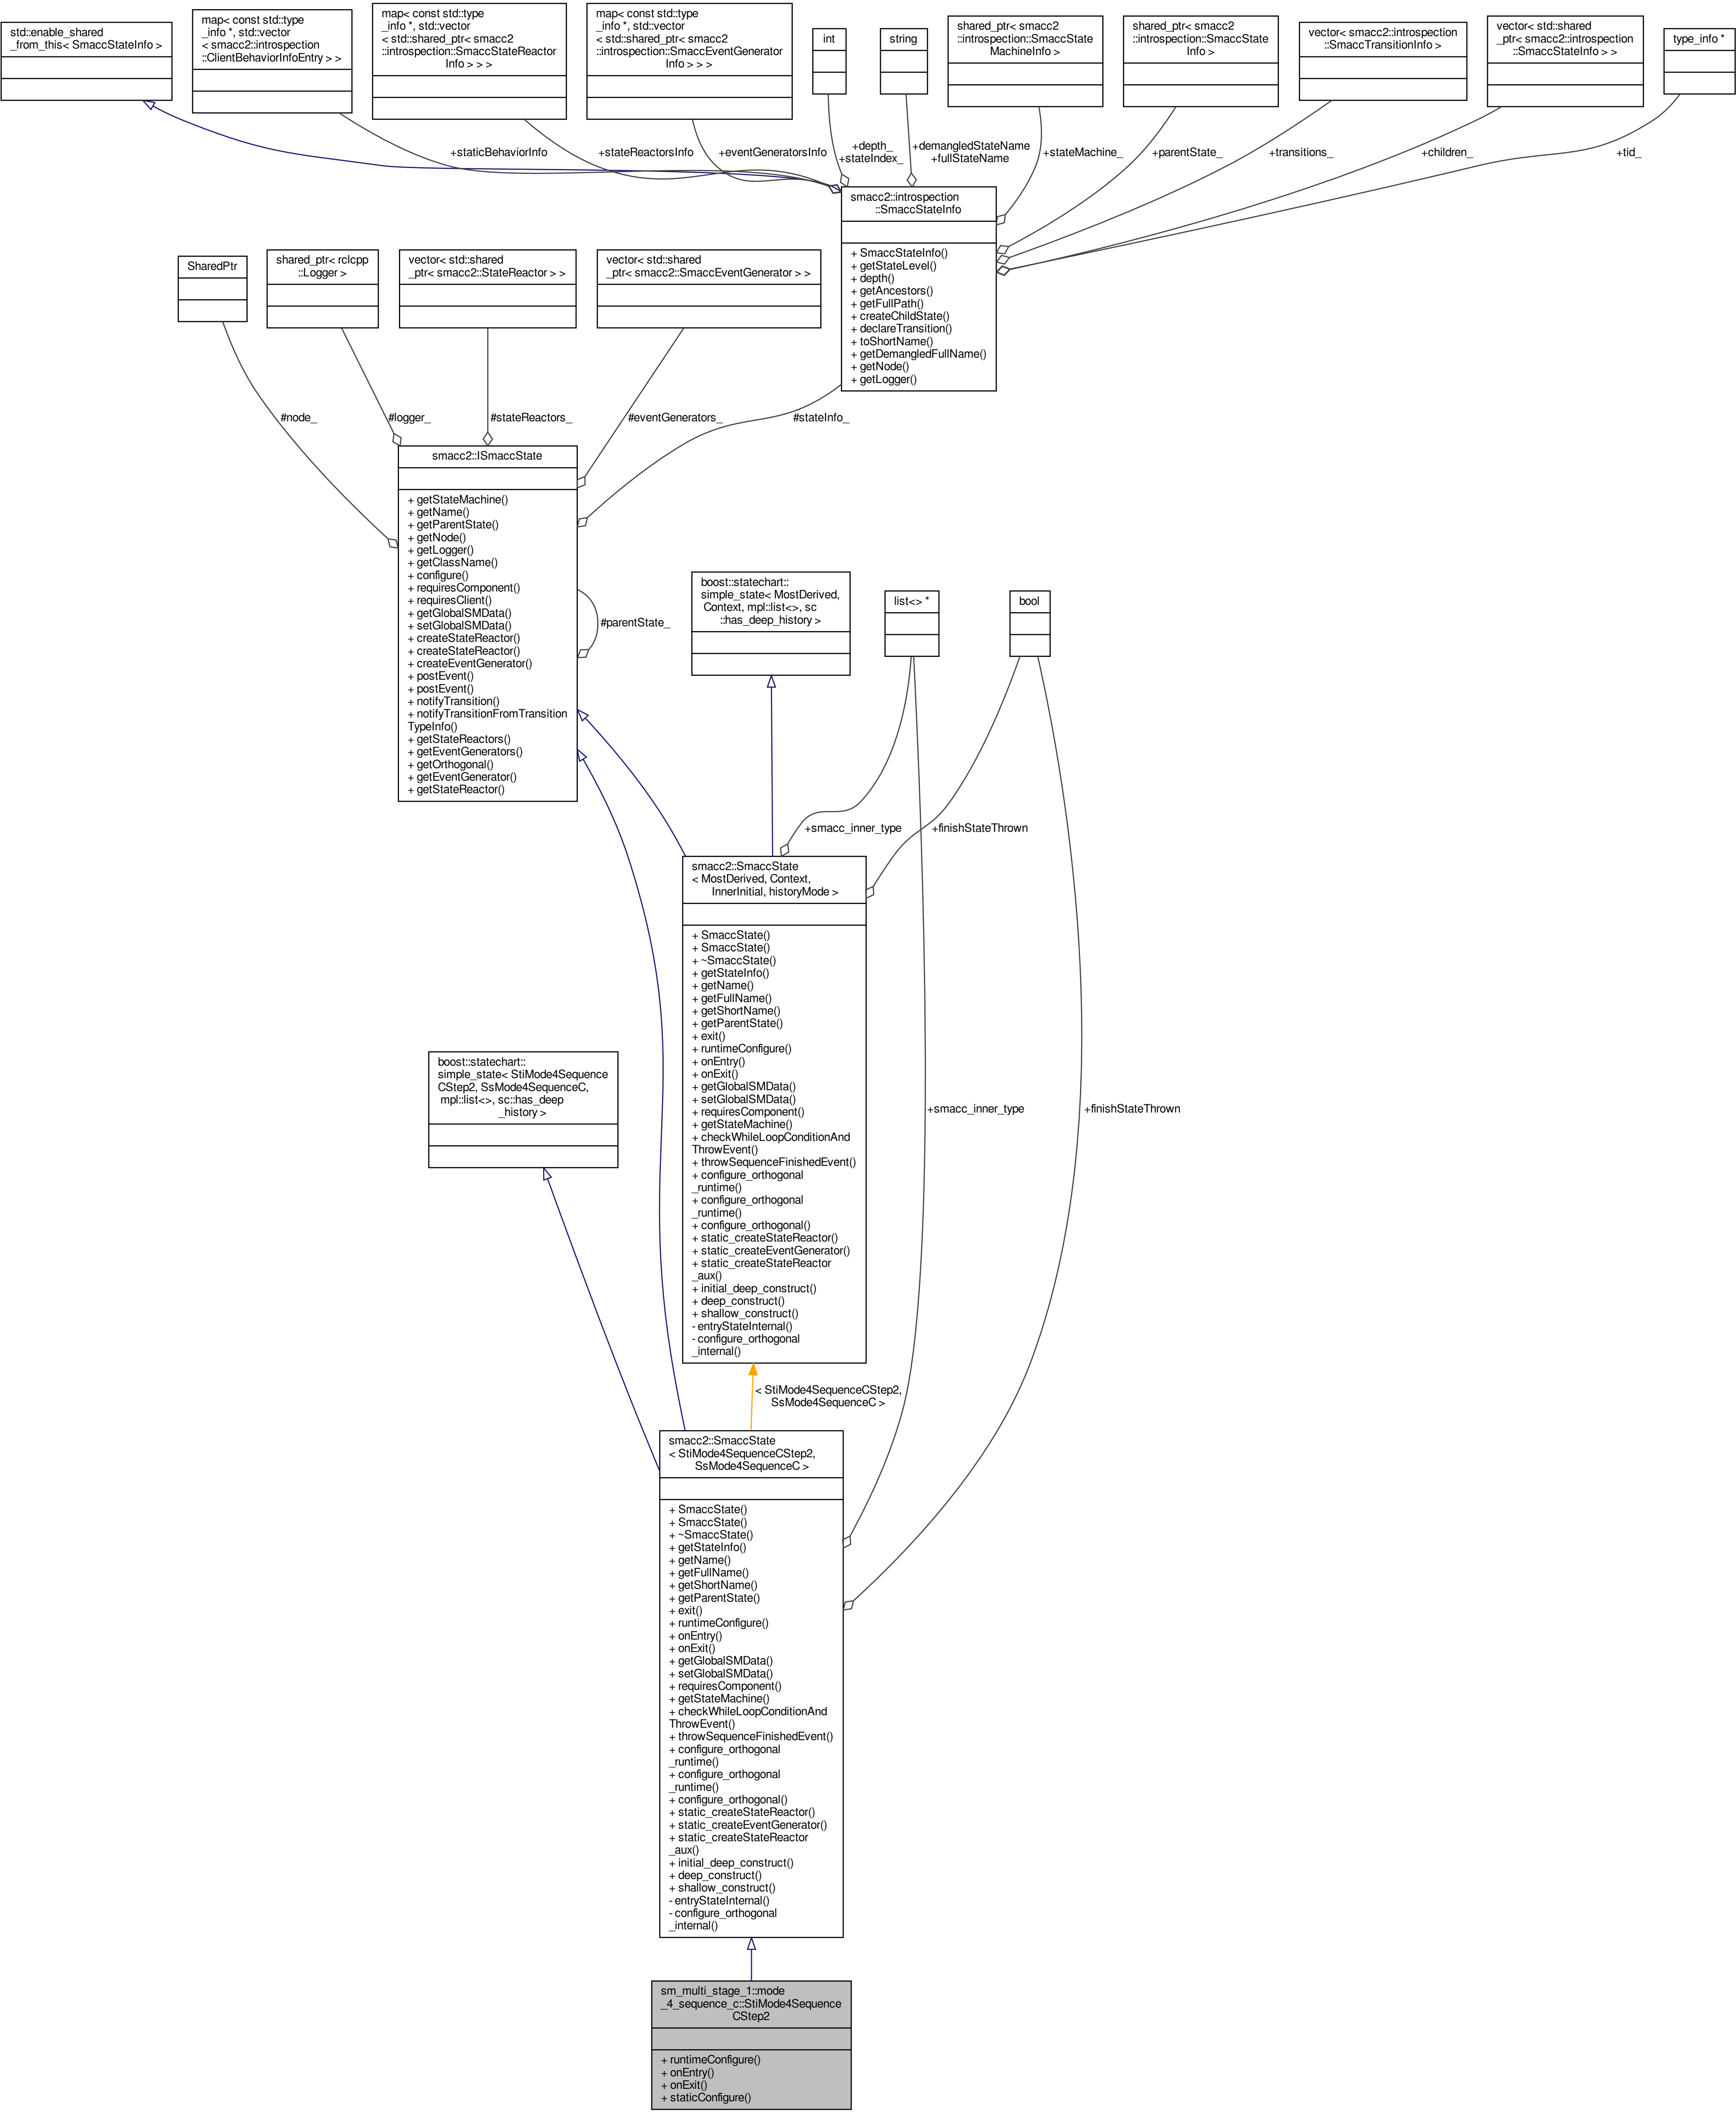 std::enable_shared
_from_this< SmaccStateInfo >
map< const std::type
_info *, std::vector
< smacc2::introspection
::ClientBehaviorInfoEntry > >
map< const std::type
_info *, std::vector
< std::shared_ptr< smacc2
::introspection::SmaccStateReactor
Info > > >
map< const std::type
_info *, std::vector
< std::shared_ptr< smacc2
::introspection::SmaccEventGenerator
Info > > >
int
string
shared_ptr< smacc2
::introspection::SmaccState
MachineInfo >
shared_ptr< smacc2
::introspection::SmaccState
Info >
vector< smacc2::introspection
::SmaccTransitionInfo >
vector< std::shared
_ptr< smacc2::introspection
::SmaccStateInfo > >
type_info *
+staticBehaviorInfo
+stateReactorsInfo
+eventGeneratorsInfo
+depth_
+stateIndex_
+demangledStateName
+fullStateName
+stateMachine_
+parentState_
+transitions_
+children_
+tid_
smacc2::introspection
::SmaccStateInfo
+ SmaccStateInfo()
+ getStateLevel()
+ depth()
+ getAncestors()
+ getFullPath()
+ createChildState()
+ declareTransition()
+ toShortName()
+ getDemangledFullName()
+ getNode()
+ getLogger()
SharedPtr
shared_ptr< rclcpp
::Logger >
vector< std::shared
_ptr< smacc2::StateReactor > >
vector< std::shared
_ptr< smacc2::SmaccEventGenerator > >
#node_
#logger_
#stateReactors_
#eventGenerators_
#stateInfo_
smacc2::ISmaccState
+ getStateMachine()
+ getName()
+ getParentState()
+ getNode()
+ getLogger()
+ getClassName()
+ configure()
+ requiresComponent()
+ requiresClient()
+ getGlobalSMData()
+ setGlobalSMData()
+ createStateReactor()
+ createStateReactor()
+ createEventGenerator()
+ postEvent()
+ postEvent()
+ notifyTransition()
+ notifyTransitionFromTransition
TypeInfo()
+ getStateReactors()
+ getEventGenerators()
+ getOrthogonal()
+ getEventGenerator()
+ getStateReactor()
#parentState_
boost::statechart::
simple_state< MostDerived,
Context, mpl::list<>, sc
::has_deep_history >
list<> *
bool
+smacc_inner_type
+finishStateThrown
smacc2::SmaccState
< MostDerived, Context,
InnerInitial, historyMode >
+ SmaccState()
+ SmaccState()
+ ~SmaccState()
+ getStateInfo()
+ getName()
+ getFullName()
+ getShortName()
+ getParentState()
+ exit()
+ runtimeConfigure()
+ onEntry()
+ onExit()
+ getGlobalSMData()
+ setGlobalSMData()
+ requiresComponent()
+ getStateMachine()
+ checkWhileLoopConditionAnd
ThrowEvent()
+ throwSequenceFinishedEvent()
+ configure_orthogonal
_runtime()
+ configure_orthogonal
_runtime()
+ configure_orthogonal()
+ static_createStateReactor()
+ static_createEventGenerator()
+ static_createStateReactor
_aux()
+ initial_deep_construct()
+ deep_construct()
+ shallow_construct()
- entryStateInternal()
- configure_orthogonal
_internal()
boost::statechart::
simple_state< StiMode4Sequence
CStep2, SsMode4SequenceC,
mpl::list<>, sc::has_deep
_history >
+smacc_inner_type
+finishStateThrown
< StiMode4SequenceCStep2,
SsMode4SequenceC >
smacc2::SmaccState
< StiMode4SequenceCStep2,
SsMode4SequenceC >
+ SmaccState()
+ SmaccState()
+ ~SmaccState()
+ getStateInfo()
+ getName()
+ getFullName()
+ getShortName()
+ getParentState()
+ exit()
+ runtimeConfigure()
+ onEntry()
+ onExit()
+ getGlobalSMData()
+ setGlobalSMData()
+ requiresComponent()
+ getStateMachine()
+ checkWhileLoopConditionAnd
ThrowEvent()
+ throwSequenceFinishedEvent()
+ configure_orthogonal
_runtime()
+ configure_orthogonal
_runtime()
+ configure_orthogonal()
+ static_createStateReactor()
+ static_createEventGenerator()
+ static_createStateReactor
_aux()
+ initial_deep_construct()
+ deep_construct()
+ shallow_construct()
- entryStateInternal()
- configure_orthogonal
_internal()
sm_multi_stage_1::mode
_4_sequence_c::StiMode4Sequence
CStep2
+ runtimeConfigure()
+ onEntry()
+ onExit()
+ staticConfigure()